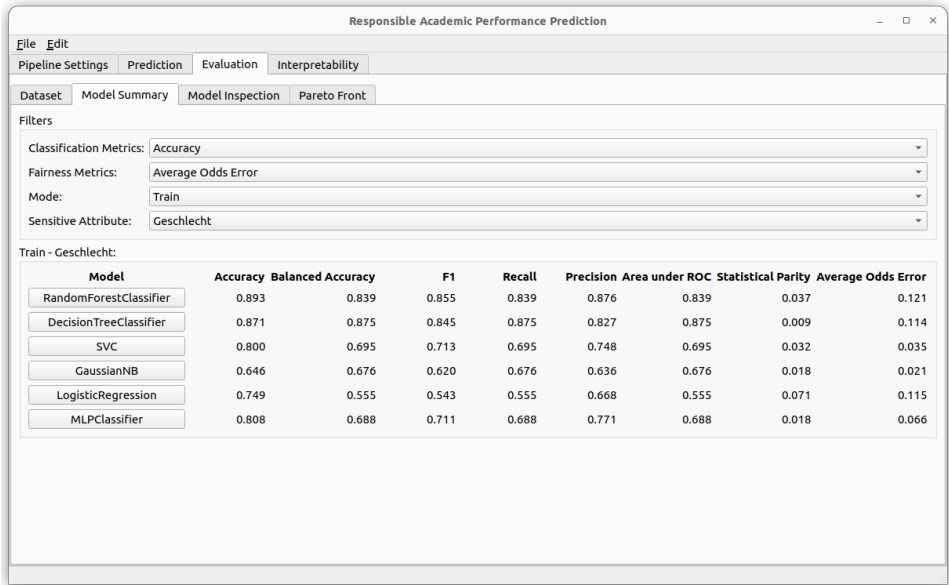 Responsible Academic Performance Prediction
File Edit
Pipeline Settings Prediction Evaluation Interpretability
Dataset Model Summary Model Inspection Pareto Front
Filters
Classification Metrics: Accuracy
Fairness Metrics: Average Odds Error
Mode: Train
Sensitive Attribute: Geschlecht
Train - Geschlecht:
Model Accuracy Balanced Accuracy F1 Recall Precision Area under ROC Statistical Parity Average Odds Error
RandomForestClassifier 0.893 0.839 0.855 0.839 0.876 0.839 0.037 0.121
DecisionTreeClassifier 0.871 0.875 0.845 0.875 0.827 0.875 0.009 0.114
SVC 0.800 0.695 0.713 0.695 0.748 0.695 0.032 0.035
GaussianNB 0.646 0.676 0.620 0.676 0.636 0.676 0.018 0.021
LogisticRegression 0.749 0.555 0.543 0.555 0.668 0.555 0.071 0.115
MLPClassifier 0.808 0.688 0.711 0.688 0.771 0.688 0.018 0.066